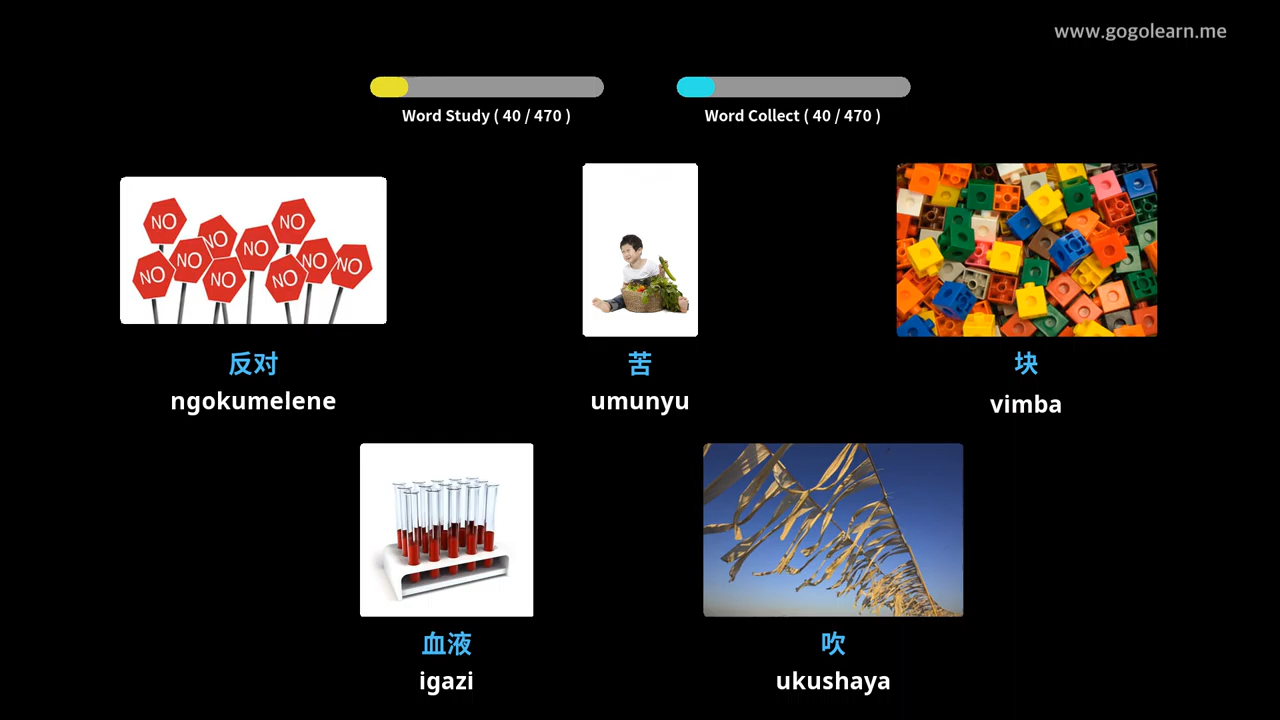 www.gogolearn.me
Word Study ( 40 / 470 )
Word Collect ( 40 / 470 )
NO
NO
NO
NO
NO
NO
NO
NO
NO
NO
反对
ngokumelene
苦
umunyu
块
vimba
血液
igazi
吹
ukushaya